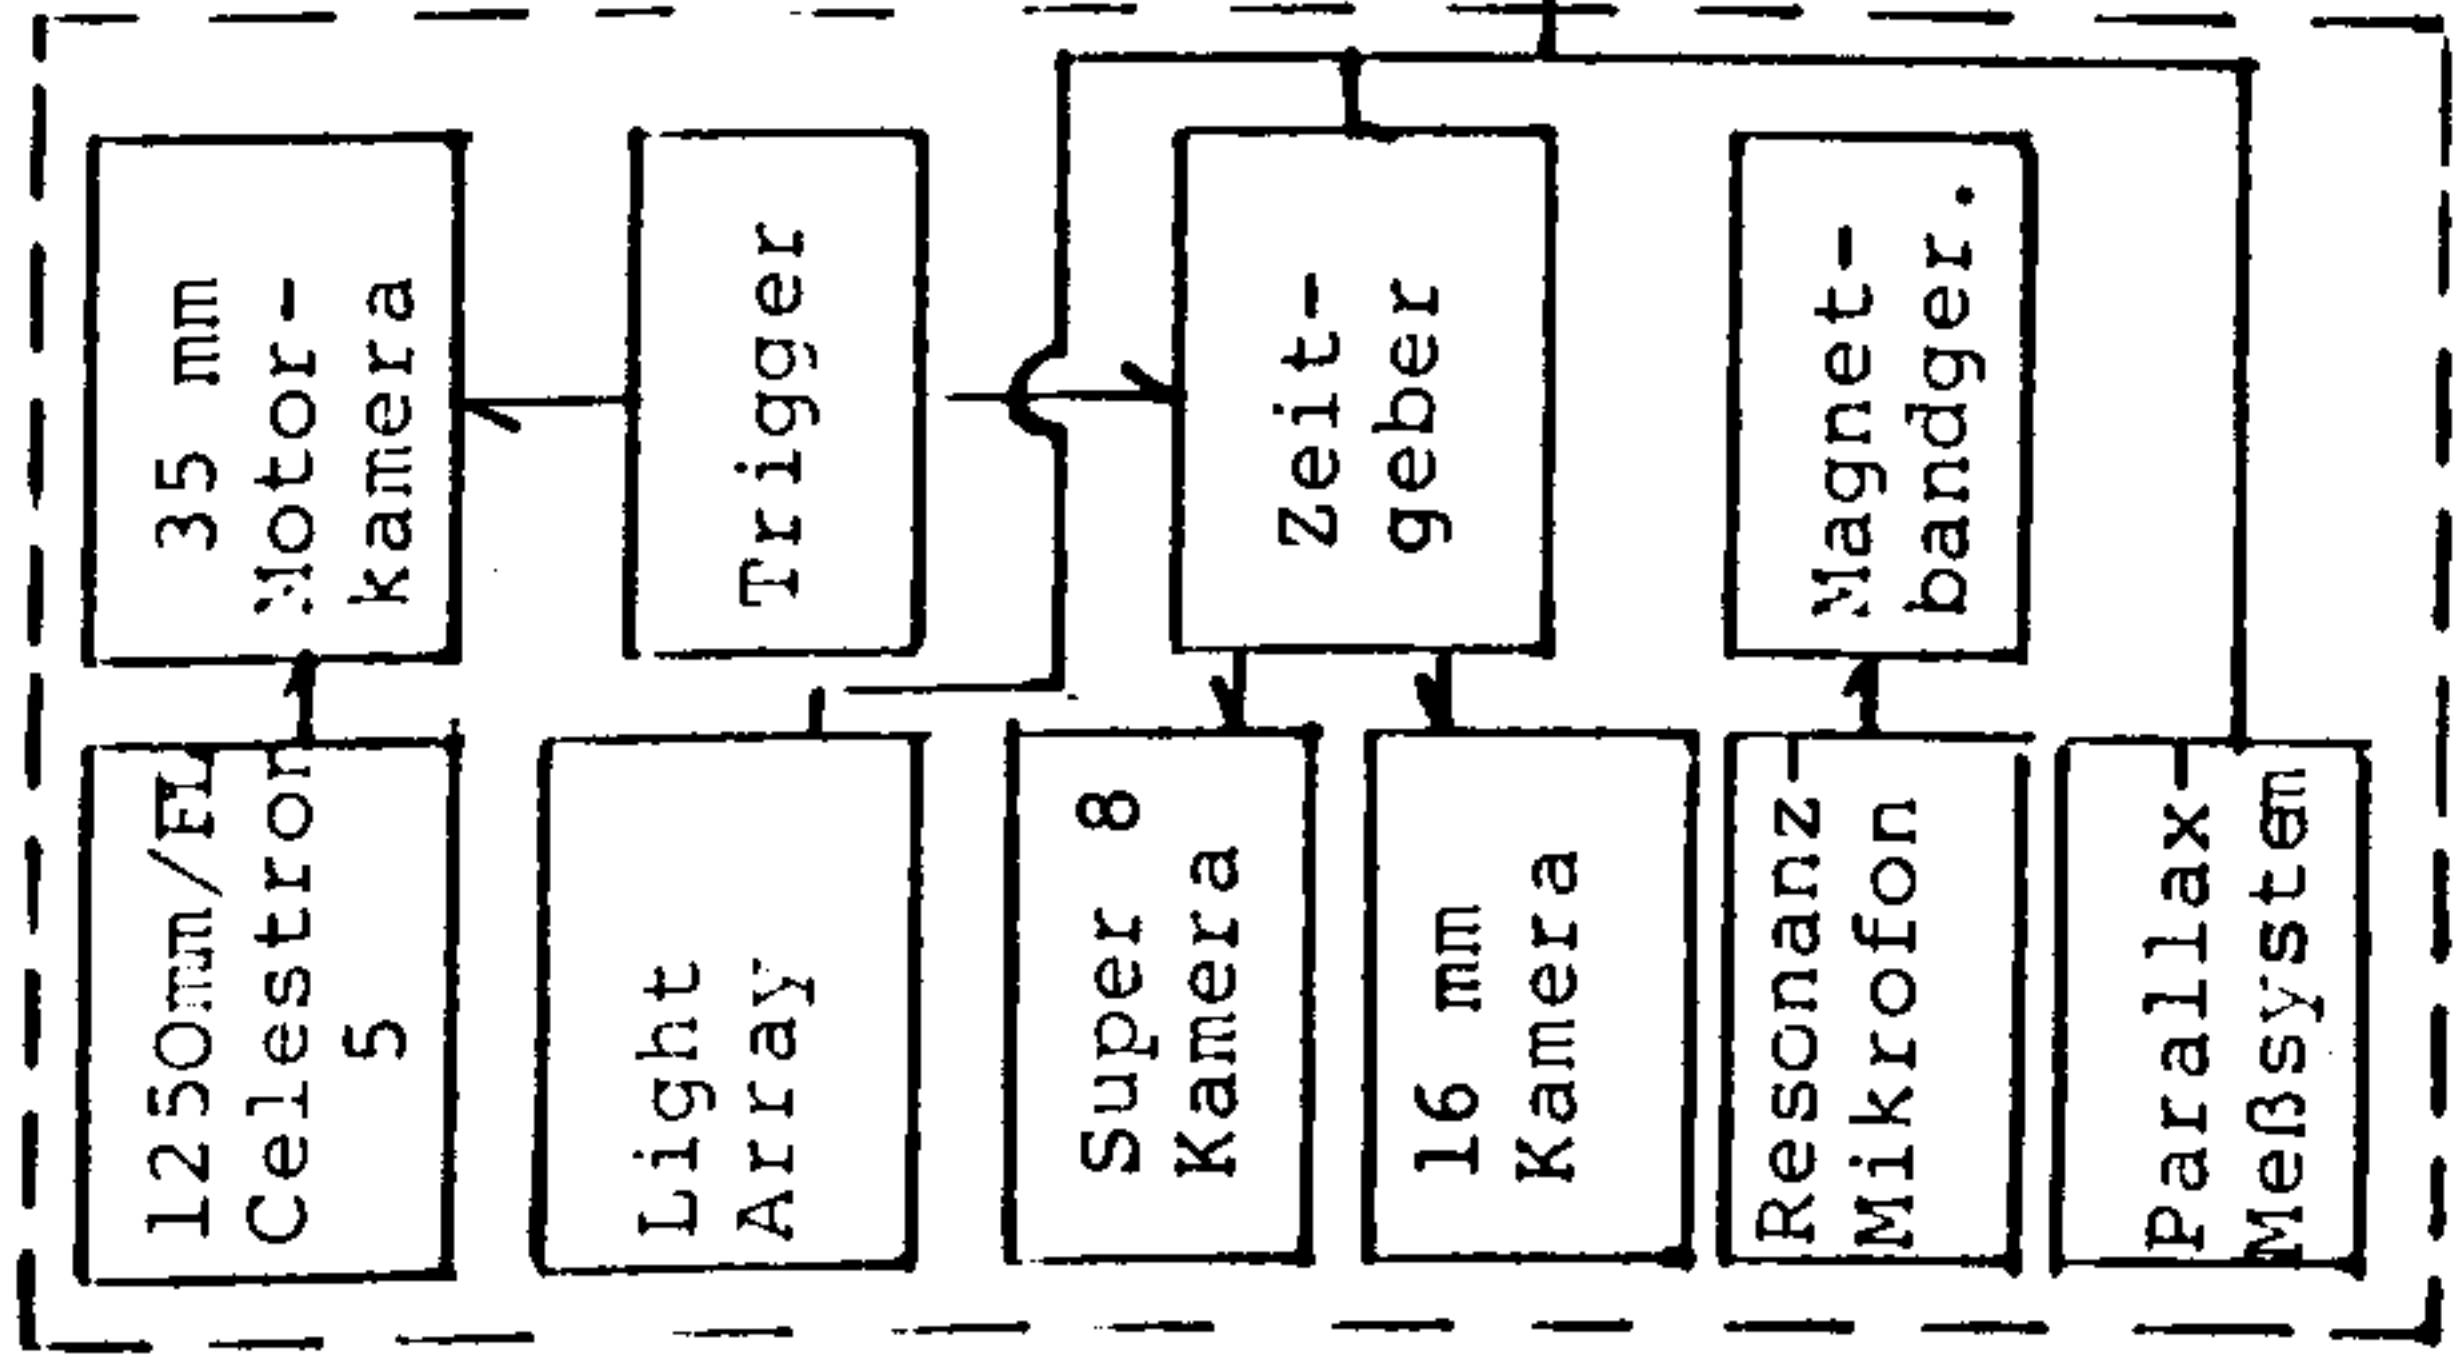 1250mm/FL
Celestron
5
35 mm
Motor-
kamera
Light
Array
Trigger
Super 8
Kamera
16 mm
Kamera
Zeit-
geber
Resonanz-
Mikrofon
Magnet-
bandger.
Parallax-
Meßsystem